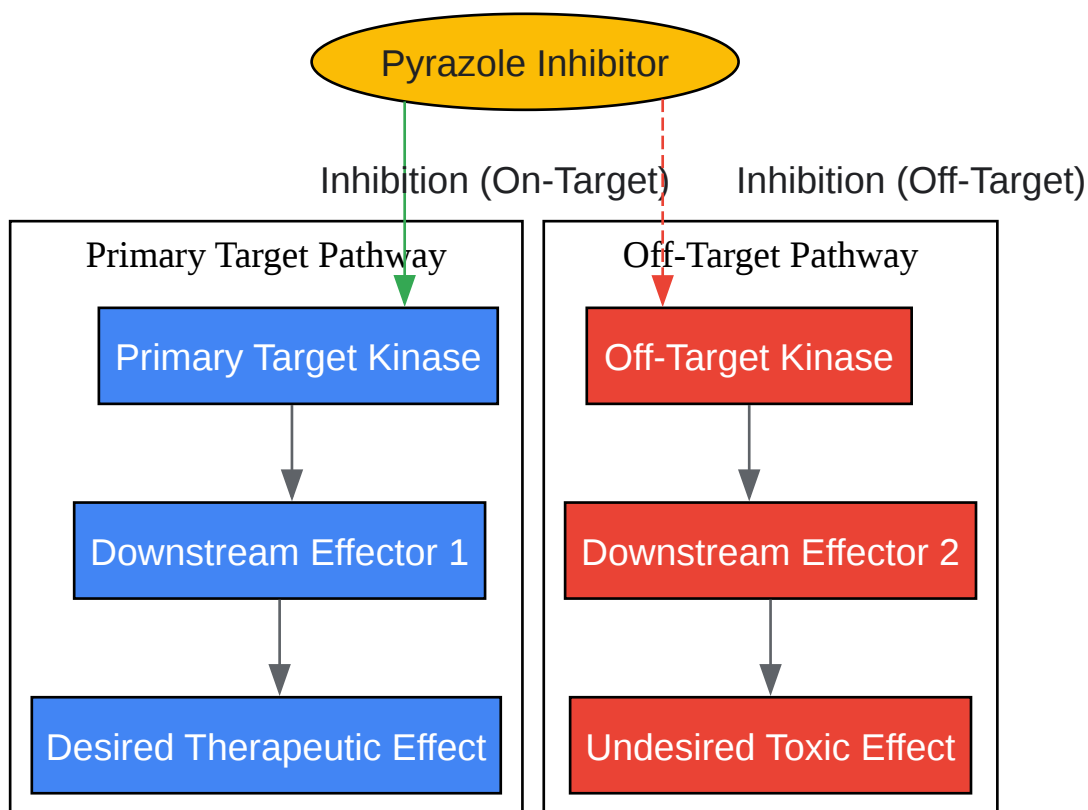 Pyrazole Inhibitor
Inhibition (On-Target)
Inhibition (Off-Target)
Primary Target Pathway
Off-Target Pathway
Primary Target Kinase
Off-Target Kinase
Downstream Effector 1
Downstream Effector 2
Desired Therapeutic Effect
Undesired Toxic Effect